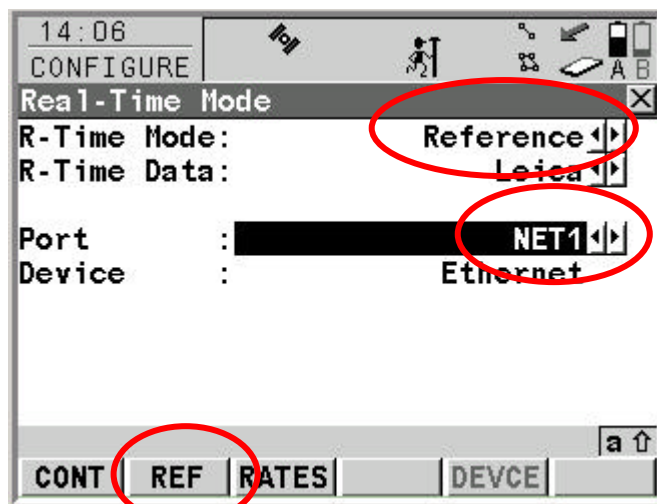 14:06
CONFIGURE
A B
Real-Time Mode
R-Time Mode: Reference
R-Time Data: Leica
Port : NET1
Device : Ethernet
a
CONT REF RATES DEVCE